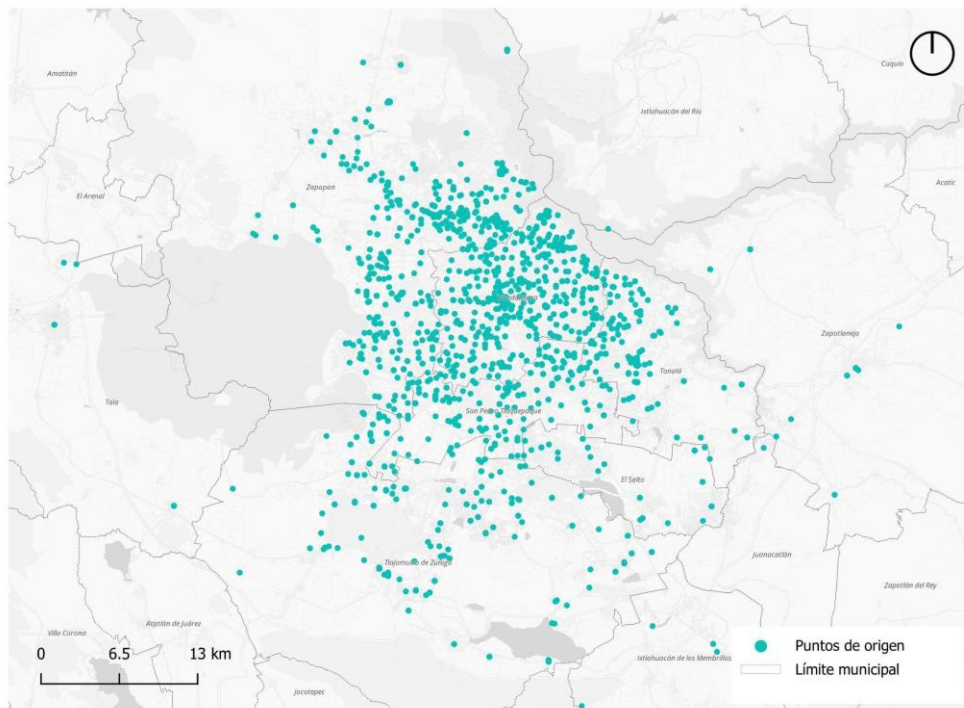 Amatitán
Cuquío
Ixtlahuacán del Río
Acatic
Zapopan
El Arenal
Guadalajara
Zapotlanejo
Tonalá
Tala
San Pedro Tlaquepaque
El Salto
Juanacatlán
Tlajomulco de Zúñiga
Zapotlán del Rey
Acatlán de Juárez
Villa Corona
0 6.5 13 km
Puntos de origen
Ixtlahuacán de los Membrillos
Límite municipal
Jocotepec